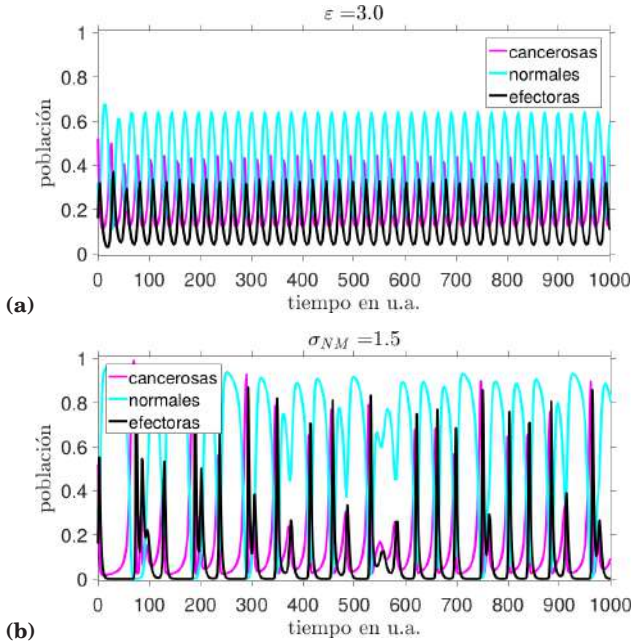 ε =3.0
1
0.8
0.6
0.4
0.2
0
población
cancerosas
normales
efectoras
0 100 200 300 400 500 600 700 800 900 1000
tiempo en u.a.
(a)
σNM =1.5
1
0.8
0.6
0.4
0.2
0
población
cancerosas
normales
efectoras
0 100 200 300 400 500 600 700 800 900 1000
tiempo en u.a.
(b)